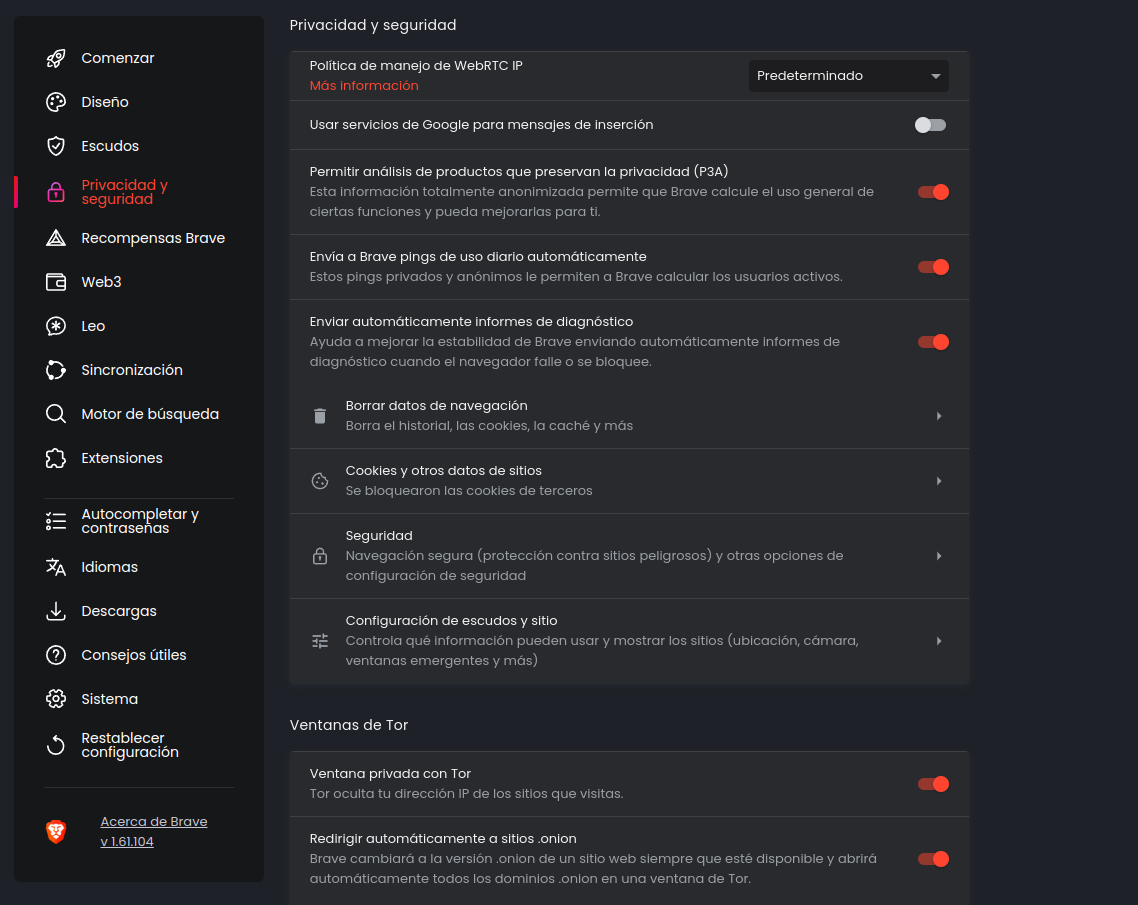 Comenzar
Diseño
Escudos
Privacidad y
seguridad
Recompensas Brave
Web3
Leo
Sincronización
Motor de búsqueda
Extensiones
Autocompletar y
contraseñas
Idiomas
Descargas
Consejos útiles
Sistema
Restablecer
configuración
Acerca de Brave
v 1.61.104
Privacidad y seguridad
Política de manejo de WebRTC IP
Más información
Predeterminado
Usar servicios de Google para mensajes de inserción
Permitir análisis de productos que preservan la privacidad (P3A)
Esta información totalmente anonimizada permite que Brave calcule el uso general de
ciertas funciones y pueda mejorarlas para ti.
Envía a Brave pings de uso diario automáticamente
Estos pings privados y anónimos le permiten a Brave calcular los usuarios activos.
Enviar automáticamente informes de diagnóstico
Ayuda a mejorar la estabilidad de Brave enviando automáticamente informes de
diagnóstico cuando el navegador falle o se bloquee.
Borrar datos de navegación
Borra el historial, las cookies, la caché y más
Cookies y otros datos de sitios
Se bloquearon las cookies de terceros
Seguridad
Navegación segura (protección contra sitios peligrosos) y otras opciones de
configuración de seguridad
Configuración de escudos y sitio
Controla qué información pueden usar y mostrar los sitios (ubicación, cámara,
ventanas emergentes y más)
Ventanas de Tor
Ventana privada con Tor
Tor oculta tu dirección IP de los sitios que visitas.
Redirigir automáticamente a sitios .onion
Brave cambiará a la versión .onion de un sitio web siempre que esté disponible y abrirá
automáticamente todos los dominios .onion en una ventana de Tor.